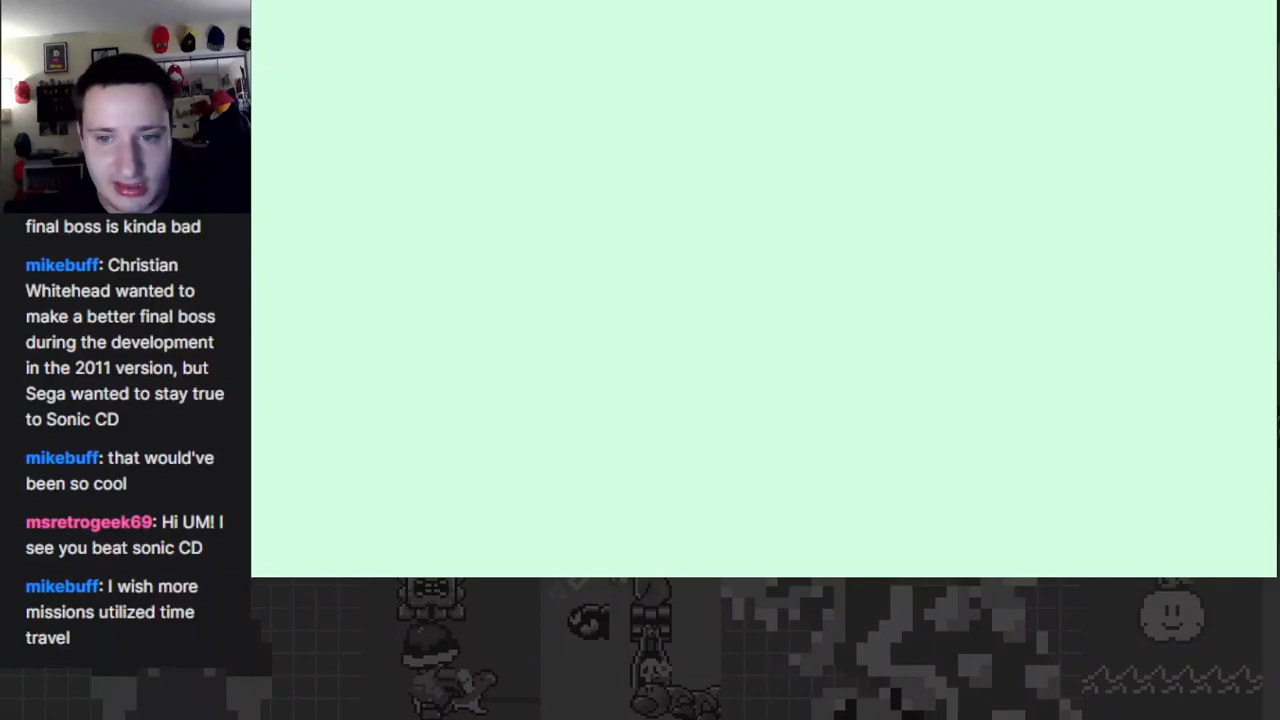 final boss is kinda bad
mikebuff: Christian
Whitehead wanted to
make a better final boss
during the development
in the 2011 version, but
Sega wanted to stay true
to Sonic CD
mikebuff: that would've
been so cool
msretrogeek69: Hi UM! I
see you beat sonic CD
mikebuff: I wish more
missions utilized time
travel